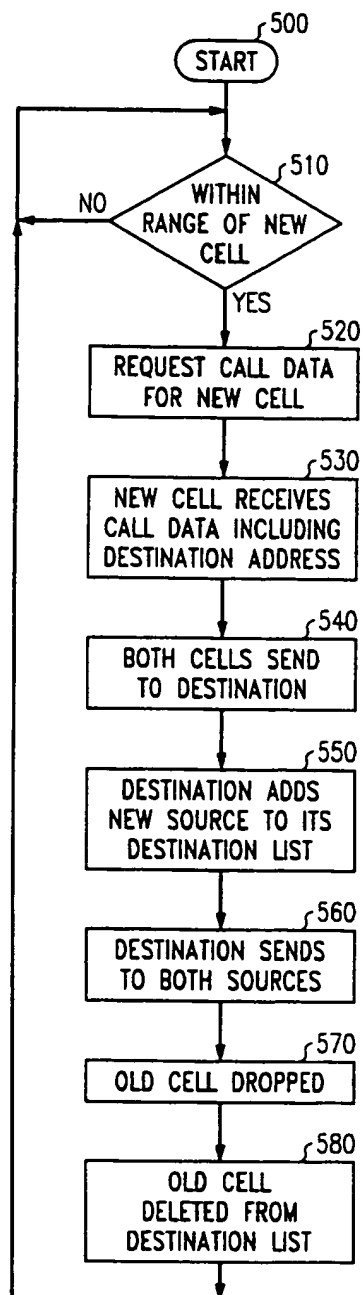 500
START
510
WITHIN
RANGE OF NEW
CELL
NO
YES
520
REQUEST CALL DATA
FOR NEW CELL
530
NEW CELL RECEIVES
CALL DATA INCLUDING
DESTINATION ADDRESS
540
BOTH CELLS SEND
TO DESTINATION
550
DESTINATION ADDS
NEW SOURCE TO ITS
DESTINATION LIST
560
DESTINATION SENDS
TO BOTH SOURCES
570
OLD CELL DROPPED
580
OLD CELL
DELETED FROM
DESTINATION LIST